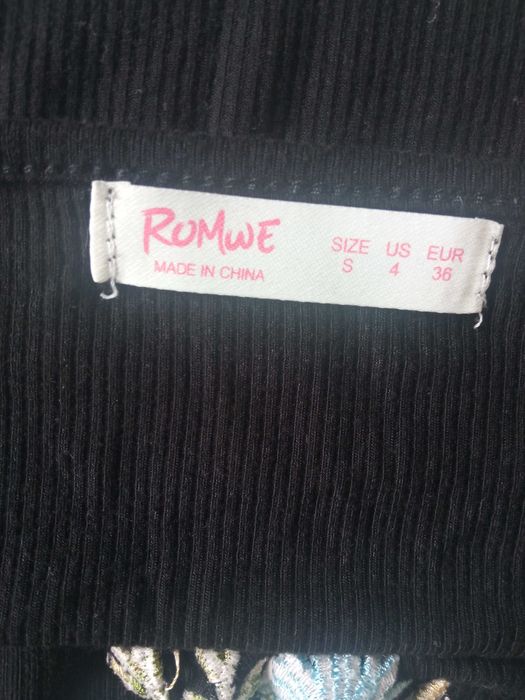 ROMWE
MADE IN CHINA
SIZE US EUR
S 4 36